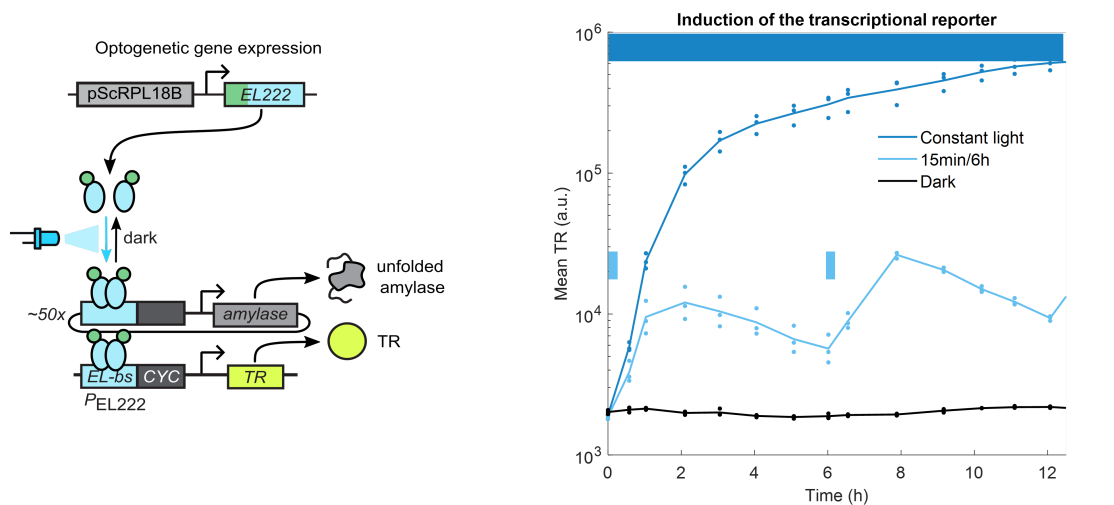 Optogenetic gene expression
pScRPL18B
EL222
dark
unfolded
amylase
~50x
amylase
TR
EL-bs
CYC
TR
PEL222
Induction of the transcriptional reporter
10^6
10^5
10^4
10^3
Mean TR (a.u.)
Constant light
15min/6h
Dark
0 2 4 6 8 10 12
Time (h)